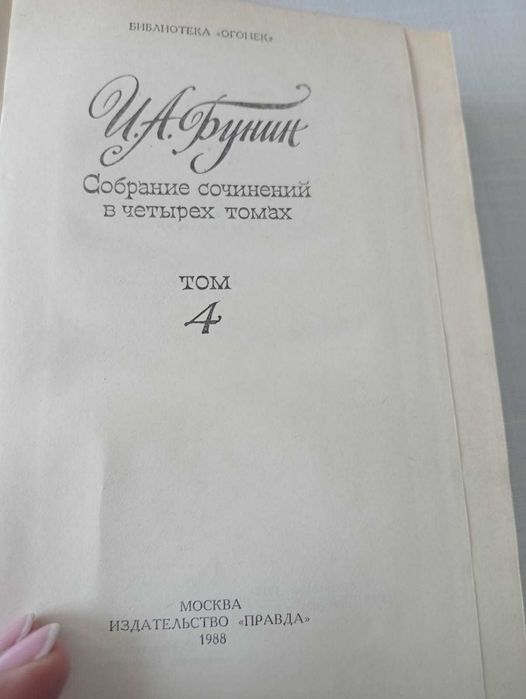 БИБЛИОТЕКА «ОГОНЕК»
И.А.Бунин
Собрание сочинений
в четырех томах
ТОМ
4
МОСКВА
ИЗДАТЕЛЬСТВО «ПРАВДА»
1988